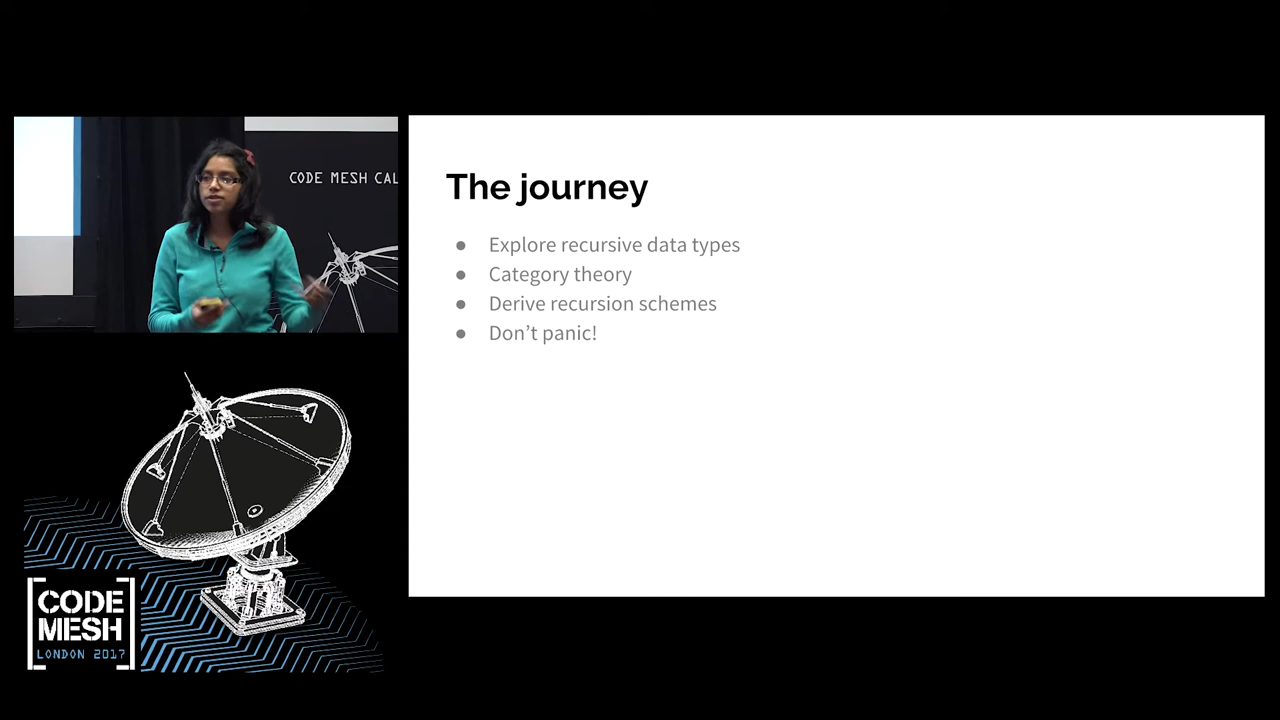 CODE MESH CAL
The journey
● Explore recursive data types
● Category theory
● Derive recursion schemes
● Don't panic!
CODE
MESH
LONDON 2017